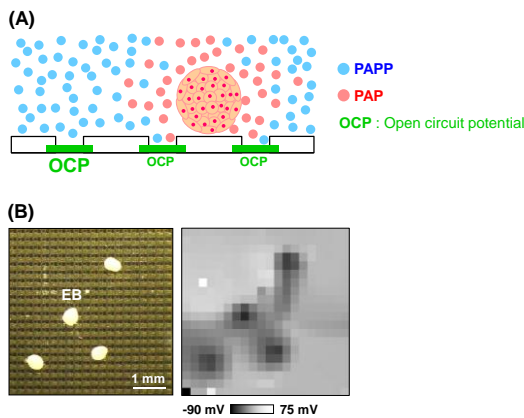 (A)
PAPP
PAP
OCP : Open circuit potential
OCP
OCP
OCP
(B)
EB
1 mm
-90 mV
75 mV